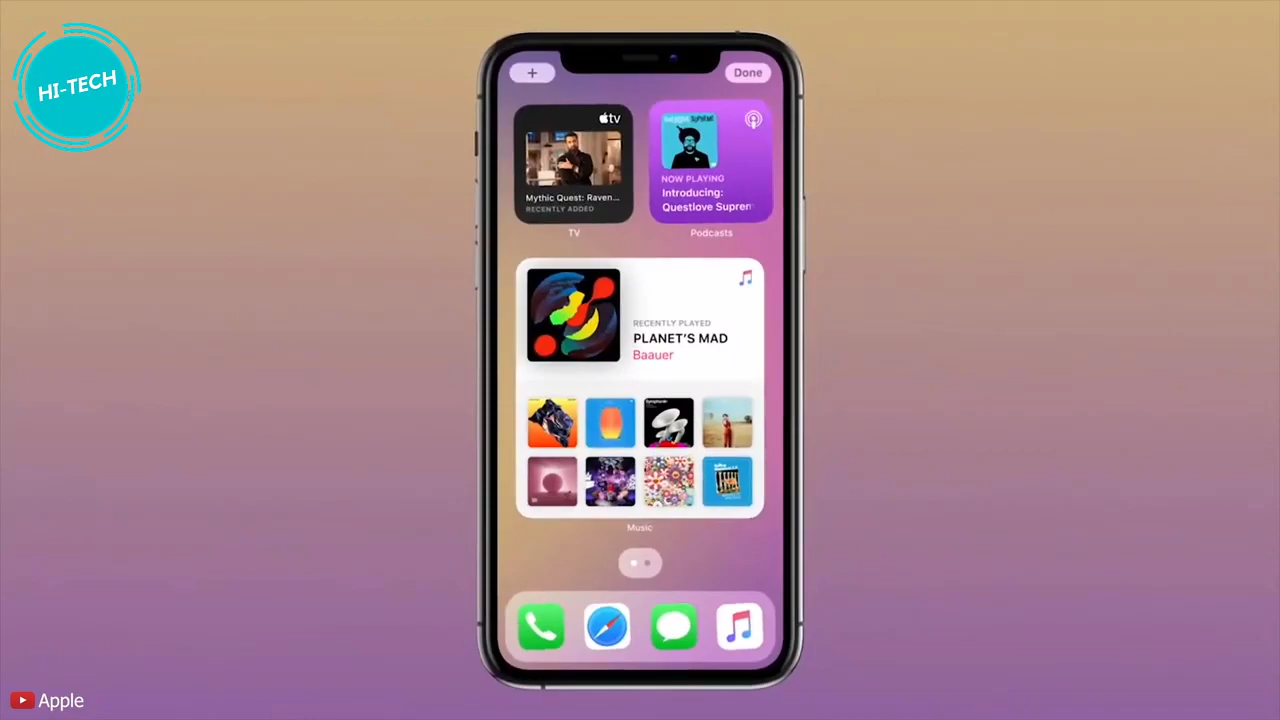 HI-TECH
+
Done
tv
Mythic Quest: Raven...
RECENTLY ADDED
TV
NOW PLAYING
Introducing:
Questlove Suprem
Podcasts
RECENTLY PLAYED
PLANET'S MAD
Baauer
Music
Apple